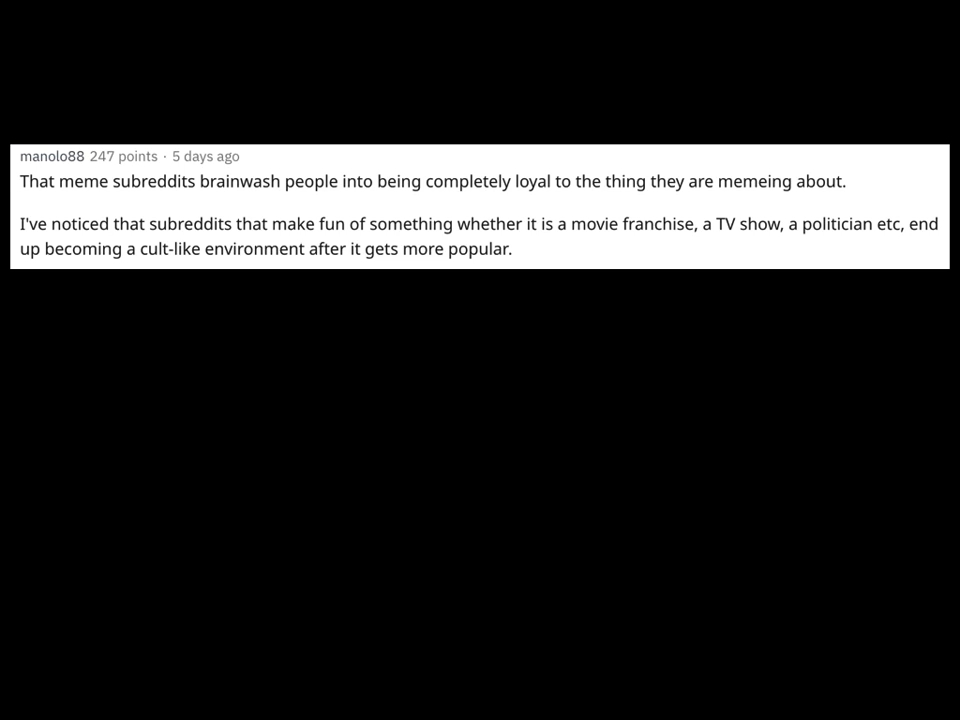 manolo88 247 points · 5 days ago
That meme subreddits brainwash people into being completely loyal to the thing they are memeing about.
I've noticed that subreddits that make fun of something whether it is a movie franchise, a TV show, a politician etc, end
up becoming a cult-like environment after it gets more popular.